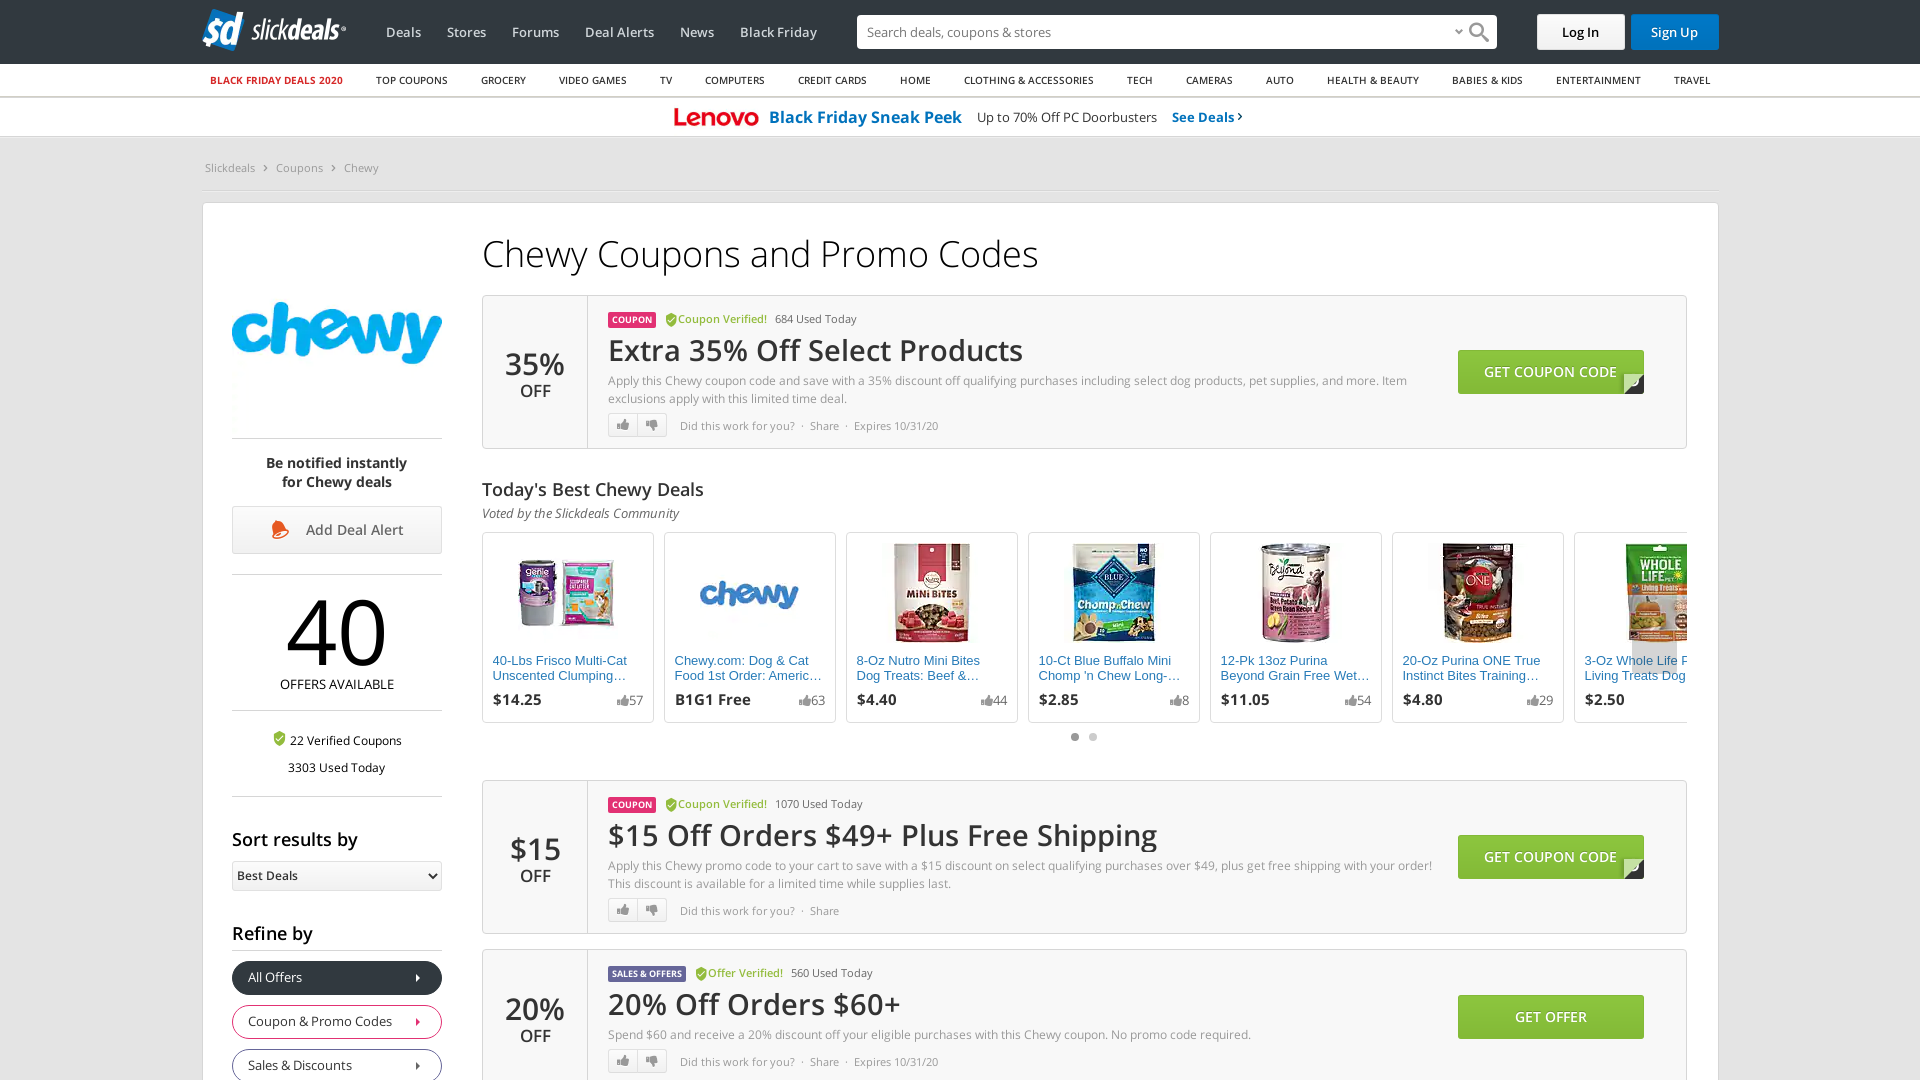 slickdeals
Deals
Stores
Forums
Deal Alerts
News
Black Friday
Search deals, coupons & stores
Log In
Sign Up
BLACK FRIDAY DEALS 2020
TOP COUPONS
GROCERY
VIDEO GAMES
TV
COMPUTERS
CREDIT CARDS
HOME
CLOTHING & ACCESSORIES
TECH
CAMERAS
AUTO
HEALTH & BEAUTY
BABIES & KIDS
ENTERTAINMENT
TRAVEL
Lenovo Black Friday Sneak Peek Up to 70% Off PC Doorbusters See Deals
Slickdeals
Coupons
Chewy
chewy
Be notified instantly
for Chewy deals
Add Deal Alert
40
OFFERS AVAILABLE
22 Verified Coupons
3303 Used Today
Sort results by
Best Deals
Refine by
All Offers
Coupon & Promo Codes
Sales & Discounts
Chewy Coupons and Promo Codes
35%
OFF
COUPON Coupon Verified! 684 Used Today
Extra 35% Off Select Products
Apply this Chewy coupon code and save with a 35% discount off qualifying purchases including select dog products, pet supplies, and more. Item
exclusions apply with this limited time deal.
Did this work for you? · Share · Expires 10/31/20
GET COUPON CODE
Today's Best Chewy Deals
Voted by the Slickdeals Community
genie
40-Lbs Frisco Multi-Cat
Unscented Clumping…
$14.25
57
chewy
Chewy.com: Dog & Cat
Food 1st Order: Americ…
B1G1 Free
63
Nutro
MiNi BiTES
8-Oz Nutro Mini Bites
Dog Treats: Beef &…
$4.40
44
BLUE
Chomp 'n Chew
10-Ct Blue Buffalo Mini
Chomp 'n Chew Long-…
$2.85
8
Beyond
12-Pk 13oz Purina
Beyond Grain Free Wet…
$11.05
54
ONE
20-Oz Purina ONE True
Instinct Bites Training…
$4.80
29
WHOLE
LIFE PET
Living Treats
3-Oz Whole Life P
Living Treats Dog
$2.50
$15
OFF
COUPON Coupon Verified! 1070 Used Today
$15 Off Orders $49+ Plus Free Shipping
Apply this Chewy promo code to your cart to save with a $15 discount on select qualifying purchases over $49, plus get free shipping with your order!
This discount is available for a limited time while supplies last.
Did this work for you? · Share
GET COUPON CODE
20%
OFF
SALES & OFFERS Offer Verified! 560 Used Today
20% Off Orders $60+
Spend $60 and receive a 20% discount off your eligible purchases with this Chewy coupon. No promo code required.
Did this work for you? · Share · Expires 10/31/20
GET OFFER